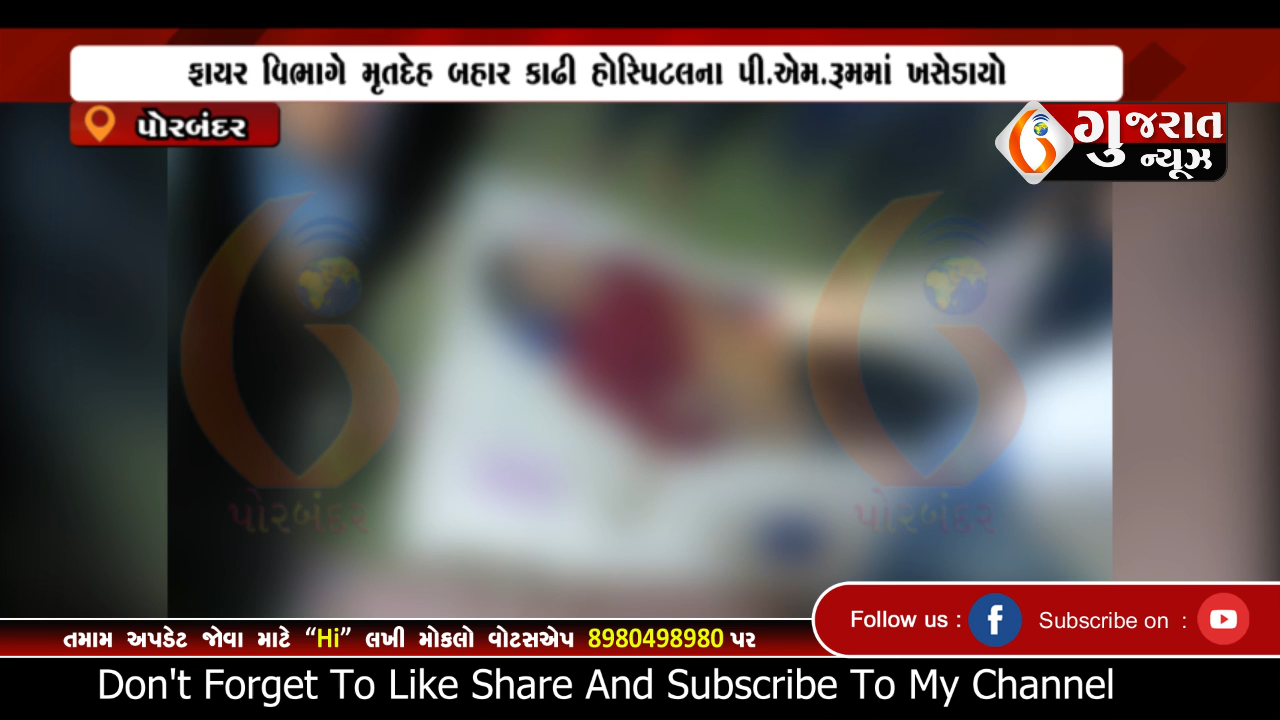 ફાયર વિભાગે મૃતદેહ બહાર કાઢી હોસ્પિટલના પી.એમ.રૂમમાં ખસેડાયો
પોરબંદર
ગુજરાત
ન્યૂઝ
પોરબંદર
પોરબંદર
Follow us :
Subscribe on :
તમામ અપડેટ જોવા માટે “Hi” લખી મોકલો વોટસએપ 8980498980 પર
Don't Forget To Like Share And Subscribe To My Channel